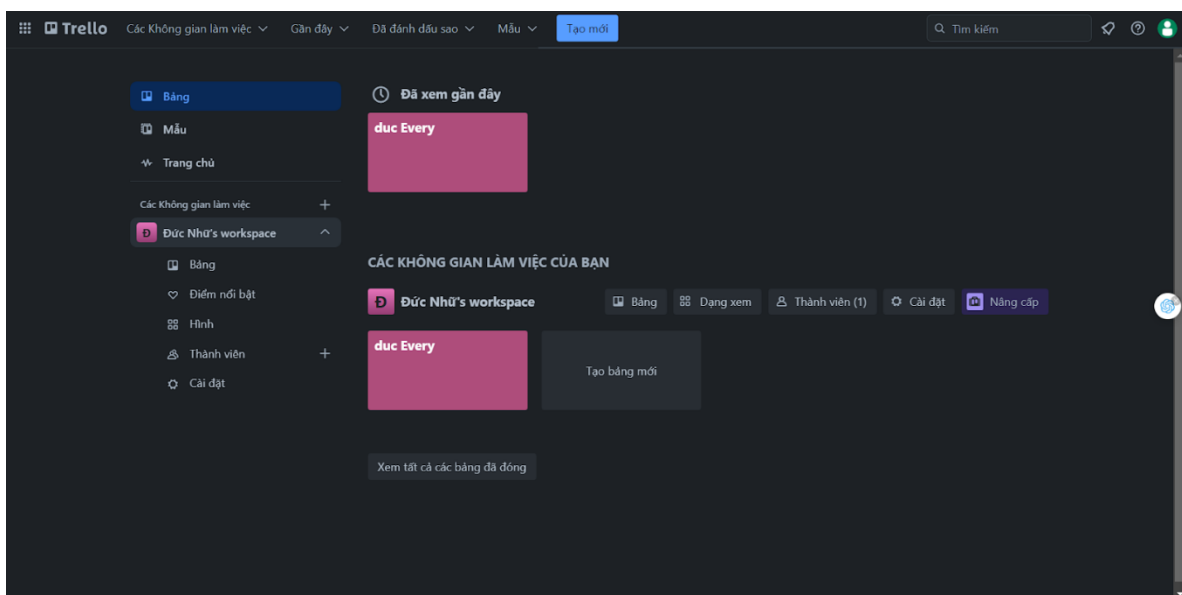 Trello Các Không gian làm việc Gần đây Đã đánh dấu sao Mẫu Tạo mới Tìm kiếm
Bảng
Mẫu
Trang chủ
Các Không gian làm việc
Đ Đức Nhữ's workspace
Bảng
Điểm nổi bật
Hình
Thành viên
Cài đặt
Đã xem gần đây
duc Every
CÁC KHÔNG GIAN LÀM VIỆC CỦA BẠN
Đ Đức Nhữ's workspace Bảng Dạng xem Thành viên (1) Cài đặt Nâng cấp
duc Every
Tạo bảng mới
Xem tất cả các bảng đã đóng